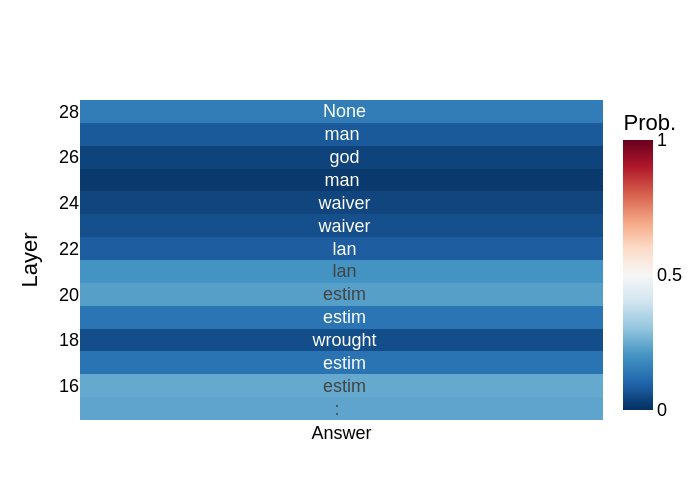 Prob.
1
0.5
0
Layer
28
26
24
22
20
18
16
None
man
god
man
waiver
waiver
lan
lan
estim
estim
wrought
estim
estim
:
Answer